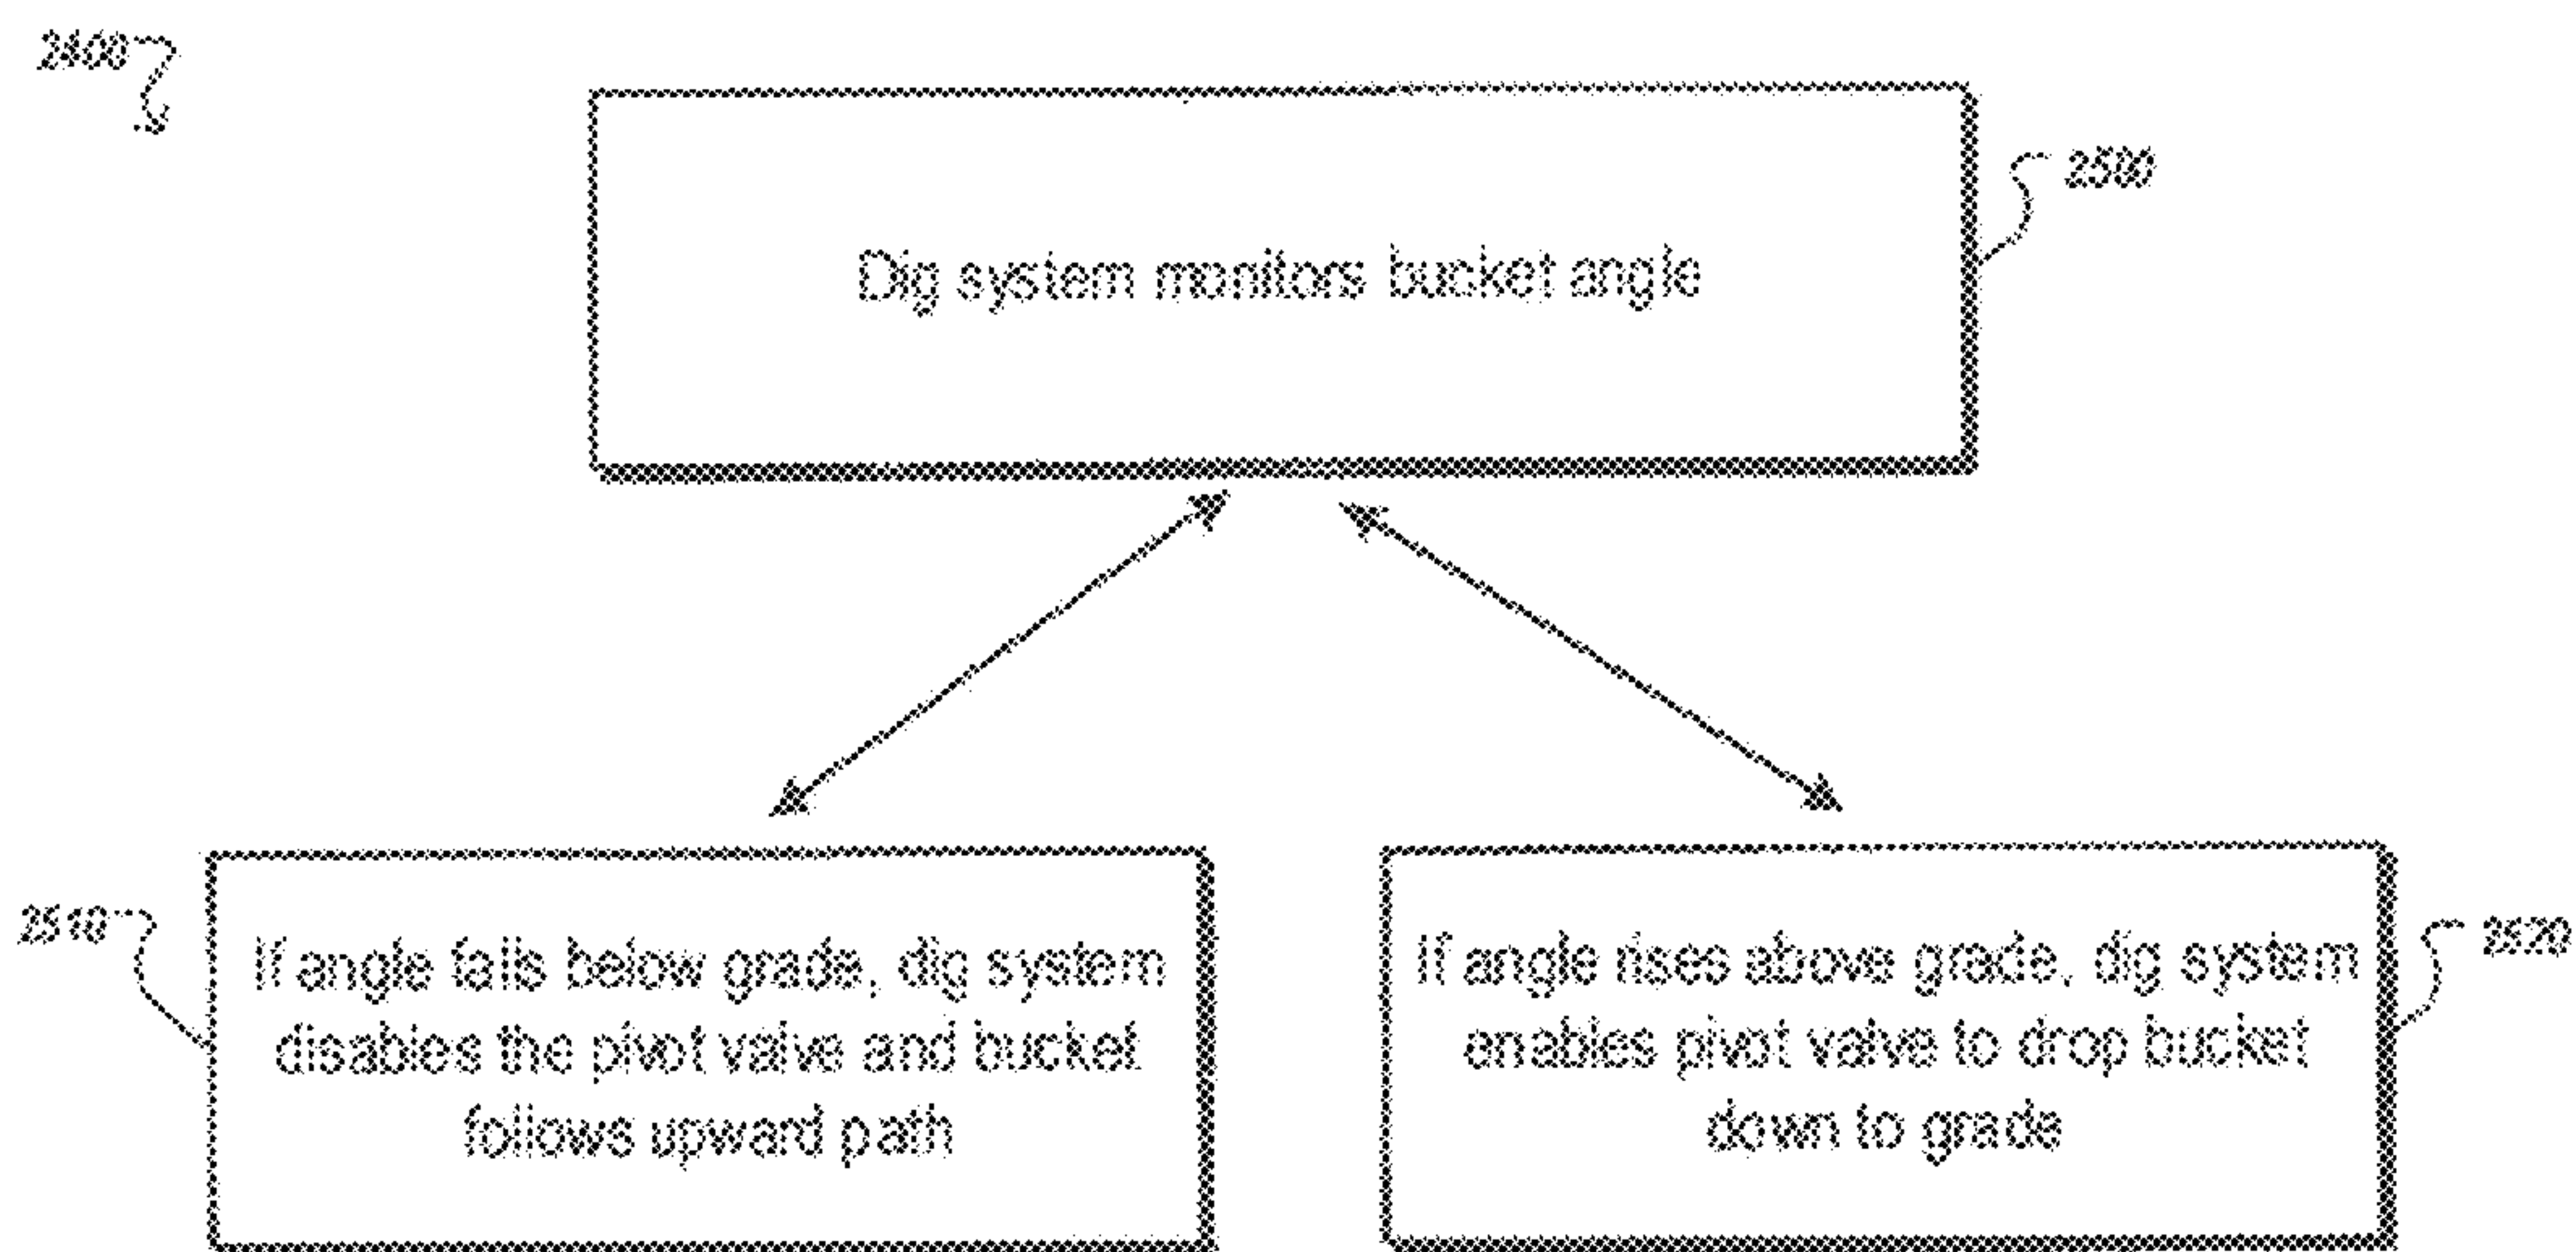 2500
Dig system monitors bucket angle
2510
If angle falls below grade, dig system
disables the pivot valve and bucket
follows upward path
If angle rises above grade, dig system
enables pivot valve to drop bucket
down to grade
2520